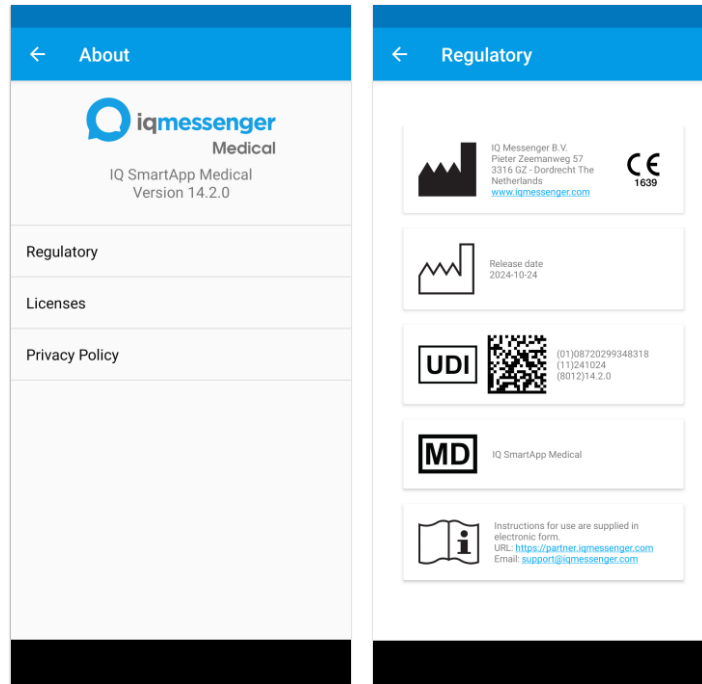 About
iqmessenger
Medical
IQ SmartApp Medical
Version 14.2.0
Regulatory
Licenses
Privacy Policy
Regulatory
IQ Messenger B.V.
Pieter Zeemanweg 57
3316 GZ - Dordrecht The
Netherlands
www.iqmessenger.com
CE
1639
Release date
2024-10-24
UDI
(01)08720299348318
(11)241024
(8012)14.2.0
MD
IQ SmartApp Medical
Instructions for use are supplied in
electronic form.
URL: https://partner.iqmessenger.com
Email: support@iqmessenger.com